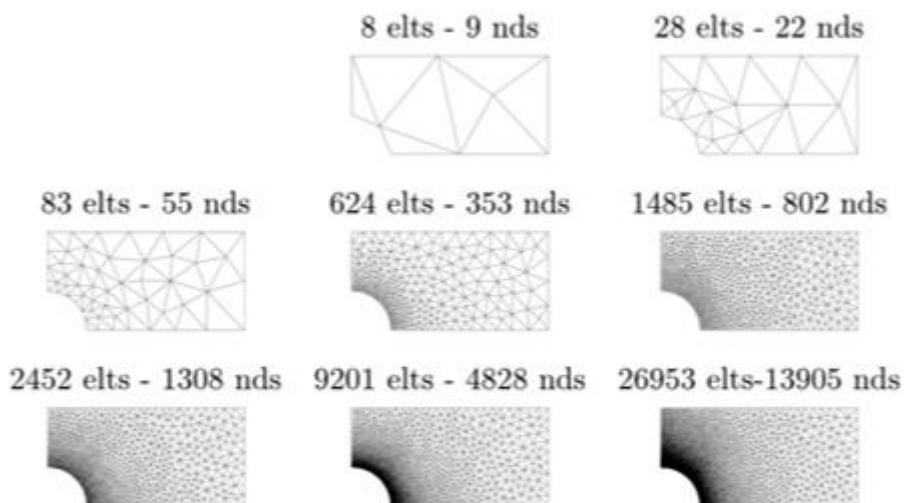 8 elts - 9 nds
28 elts - 22 nds
83 elts - 55 nds
624 elts - 353 nds
1485 elts - 802 nds
2452 elts - 1308 nds
9201 elts - 4828 nds
26953 elts-13905 nds